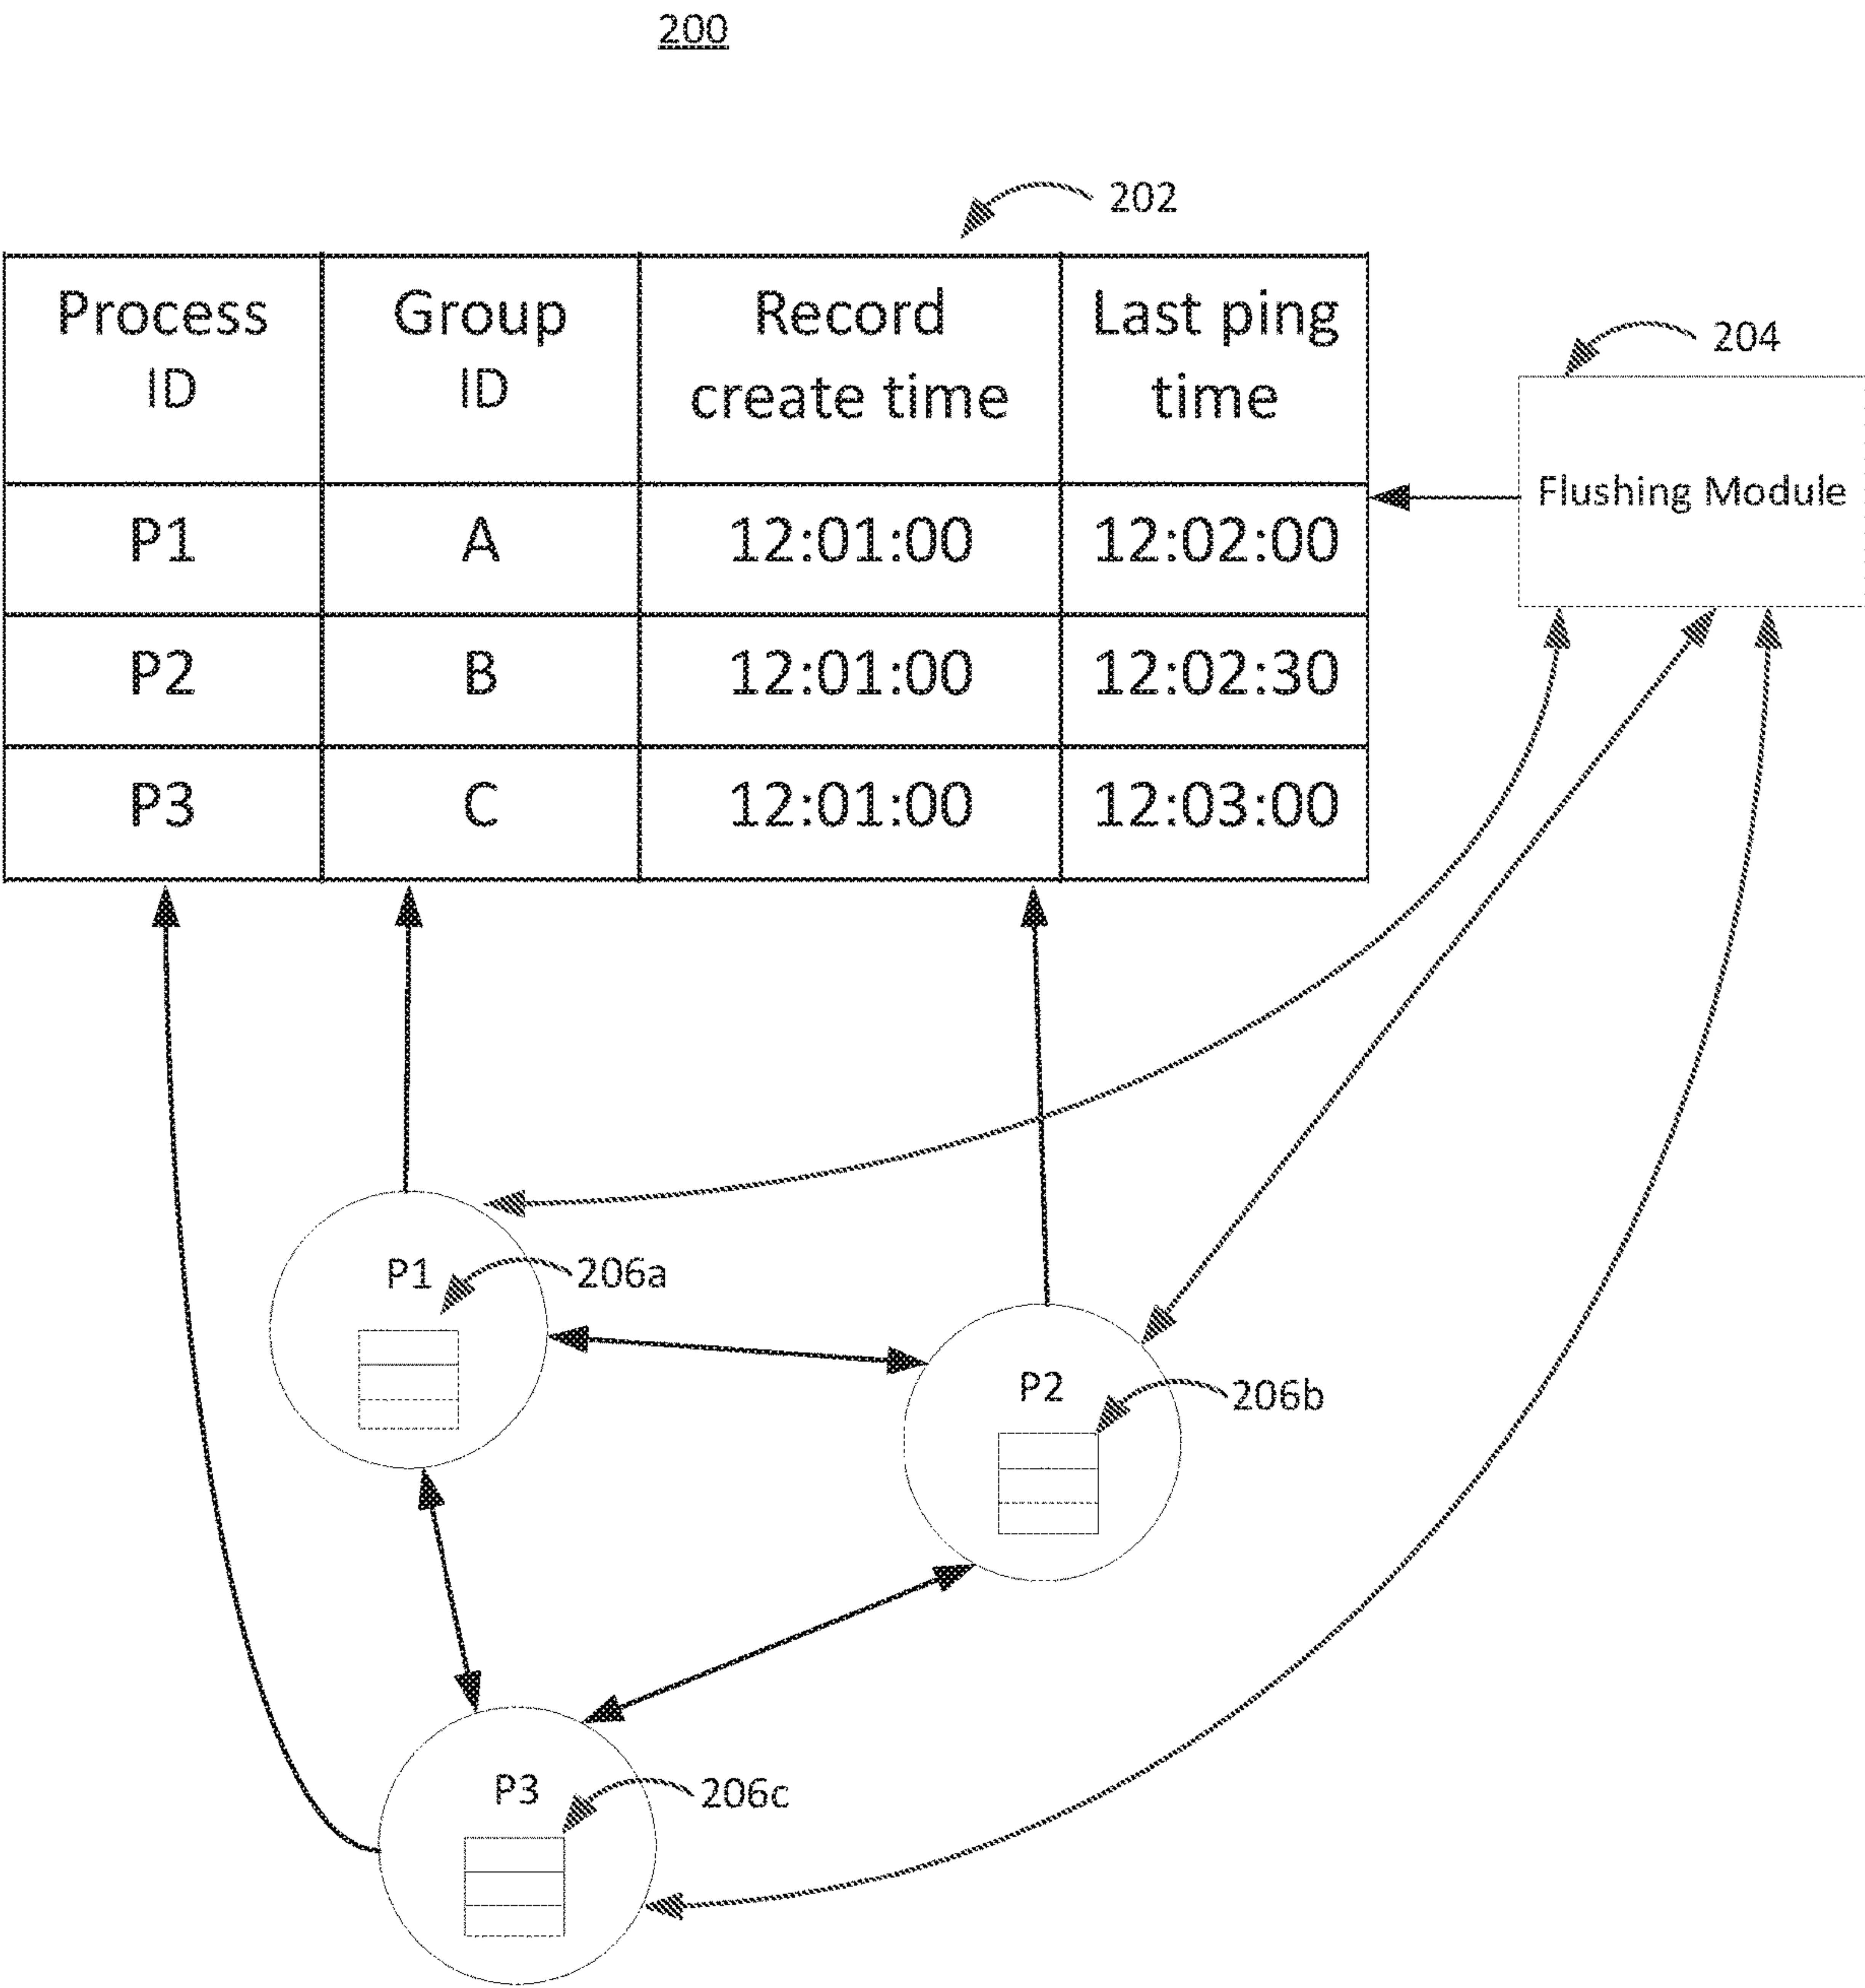 200
202
Process ID
Group ID
Record create time
Last ping time
204
Flushing Module
P1 A 12:01:00 12:02:00
P2 B 12:01:00 12:02:30
P3 C 12:01:00 12:03:00
P1
206a
P2
206b
P3
206c